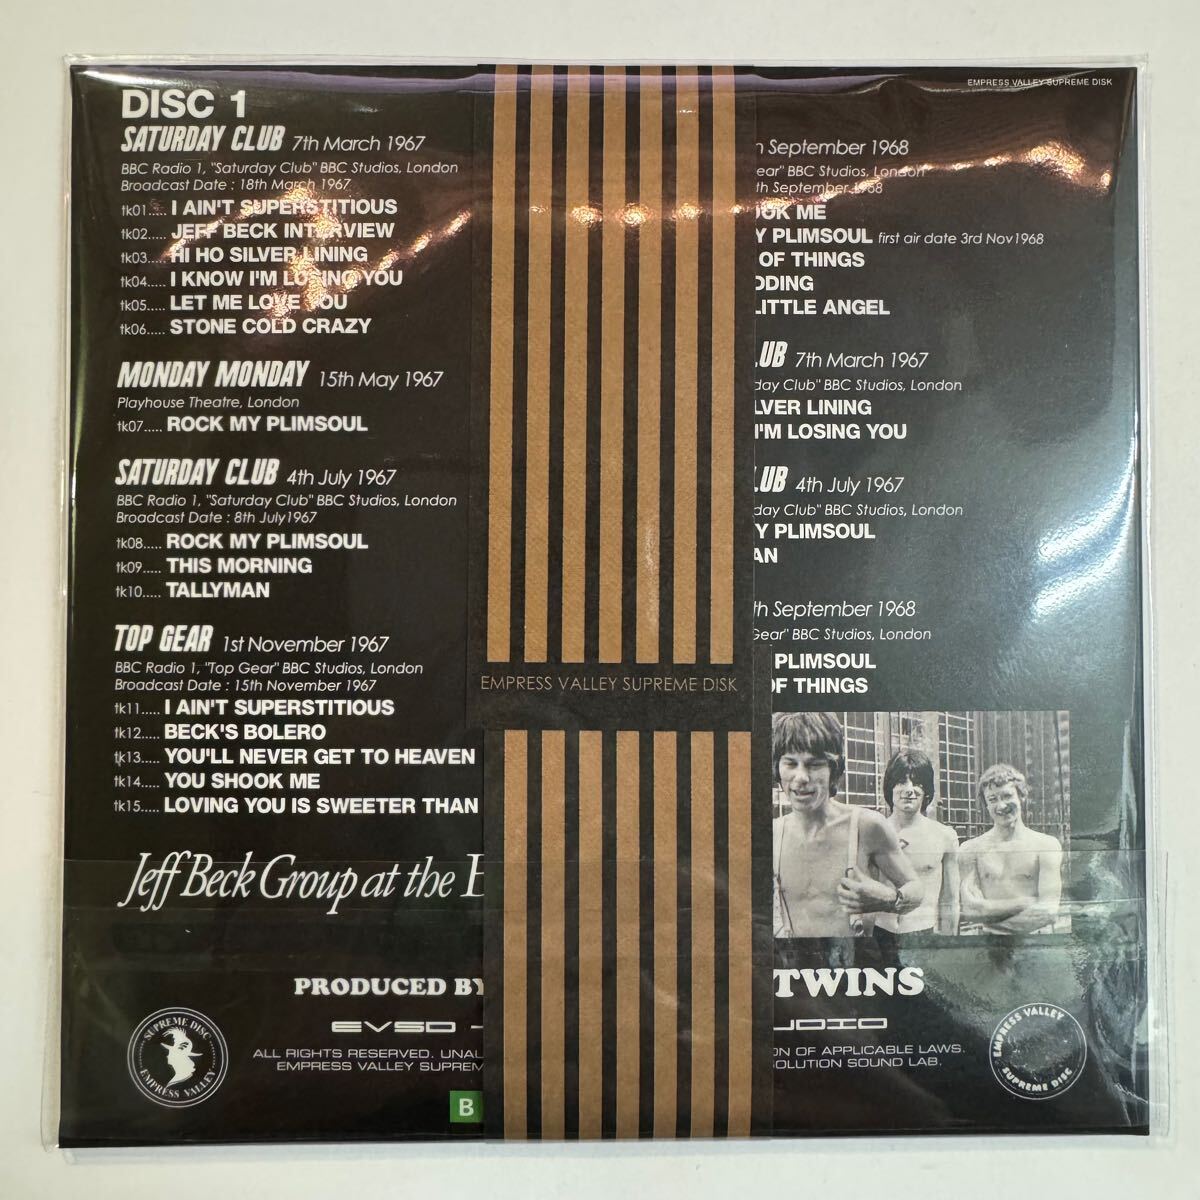 EMPRESS VALLEY SUPREME DISK
DISC 1
SATURDAY CLUB 7th March 1967
BBC Radio 1, "Saturday Club" BBC Studios, London
Broadcast Date : 18th March 1967
tk01..... I AIN'T SUPERSTITIOUS
tk02..... JEFF BECK INTERVIEW
tk03..... HI HO SILVER LINING
tk04..... I KNOW I'M LOSING YOU
tk05..... LET ME LOVE YOU
tk06..... STONE COLD CRAZY
MONDAY MONDAY 15th May 1967
Playhouse Theatre, London
tk07..... ROCK MY PLIMSOUL
SATURDAY CLUB 4th July 1967
BBC Radio 1, "Saturday Club" BBC Studios, London
Broadcast Date : 8th July1967
tk08..... ROCK MY PLIMSOUL
tk09..... THIS MORNING
tk10..... TALLYMAN
TOP GEAR 1st November 1967
BBC Radio 1, "Top Gear" BBC Studios, London
Broadcast Date : 15th November 1967
tk11..... I AIN'T SUPERSTITIOUS
tk12..... BECK'S BOLERO
tk13..... YOU'LL NEVER GET TO HEAVEN
tk14..... YOU SHOOK ME
tk15..... LOVING YOU IS SWEETER THAN
h September 1968
ear" BBC Studios, London
th September 1968
OOK ME
Y PLIMSOUL first air date 3rd Nov1968
OF THINGS
ODING
LITTLE ANGEL
LUB 7th March 1967
day Club" BBC Studios, London
LVER LINING
I'M LOSING YOU
LUB 4th July 1967
day Club" BBC Studios, London
Y PLIMSOUL
AN
th September 1968
Gear" BBC Studios, London
PLIMSOUL
OF THINGS
EMPRESS VALLEY SUPREME DISK
Jeff Beck Group at the
PRODUCED BY TWINS
EVSD - UDIO
ALL RIGHTS RESERVED. UNAU ON OF APPLICABLE LAWS.
EMPRESS VALLEY SUPREM SOLUTION SOUND LAB.
SUPREME DISC
EMPRESS VALLEY
EMPRESS VALLEY
SUPREME DISC
B